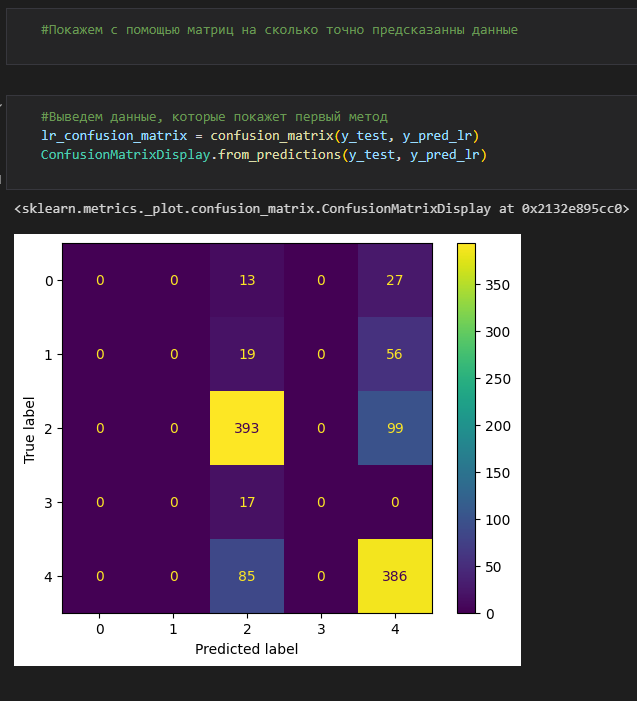 #Покажем с помощью матриц на сколько точно предсказанны данные
#Выведем данные, которые покажет первый метод
lr_confusion_matrix = confusion_matrix(y_test, y_pred_lr)
ConfusionMatrixDisplay.from_predictions(y_test, y_pred_lr)
<sklearn.metrics._plot.confusion_matrix.ConfusionMatrixDisplay at 0x2132e895cc0>
True label
0 0 0 13 0 27
1 0 0 19 0 56
2 0 0 393 0 99
3 0 0 17 0 0
4 0 0 85 0 386
0 1 2 3 4
Predicted label
350
300
250
200
150
100
50
0